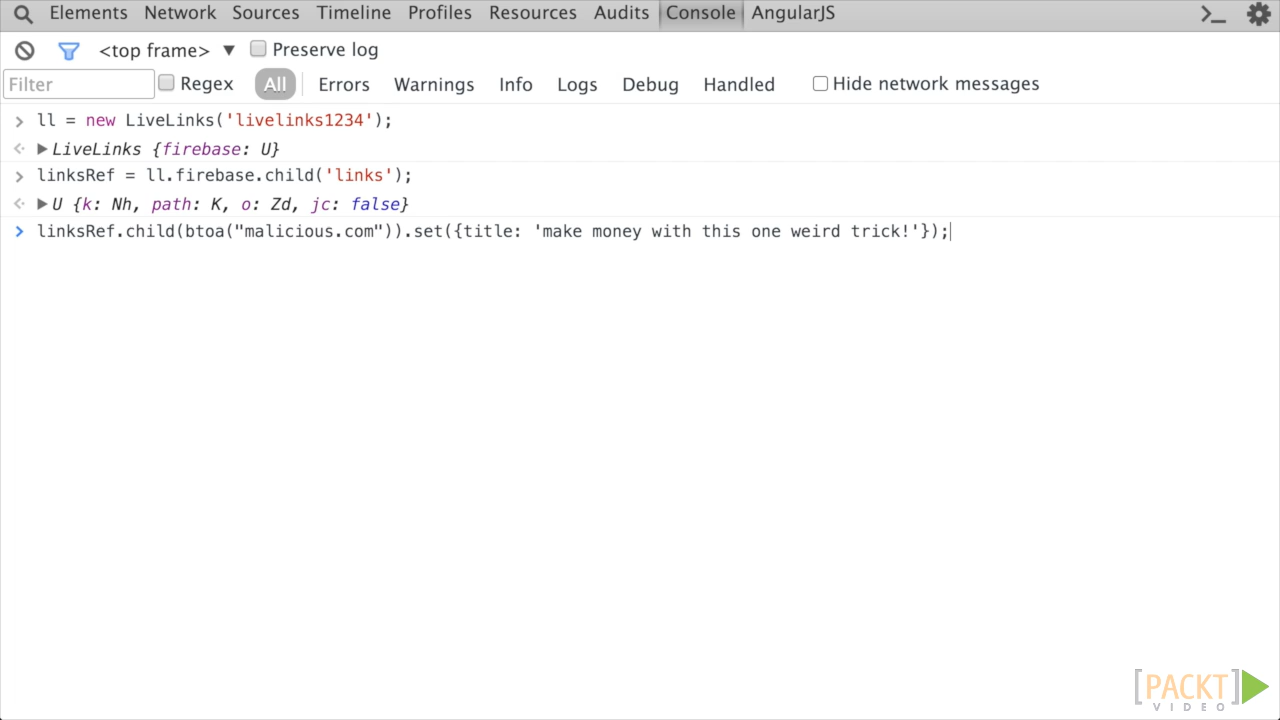 Elements Network Sources Timeline Profiles Resources Audits Console AngularJS
<top frame> ▼ Preserve log
Filter Regex All Errors Warnings Info Logs Debug Handled Hide network messages
> ll = new LiveLinks('livelinks1234');
LiveLinks {firebase: U}
> linksRef = ll.firebase.child('links');
U {k: Nh, path: K, o: Zd, jc: false}
> linksRef.child(btoa("malicious.com")).set({title: 'make money with this one weird trick!'});
[PACKT]
VIDEO